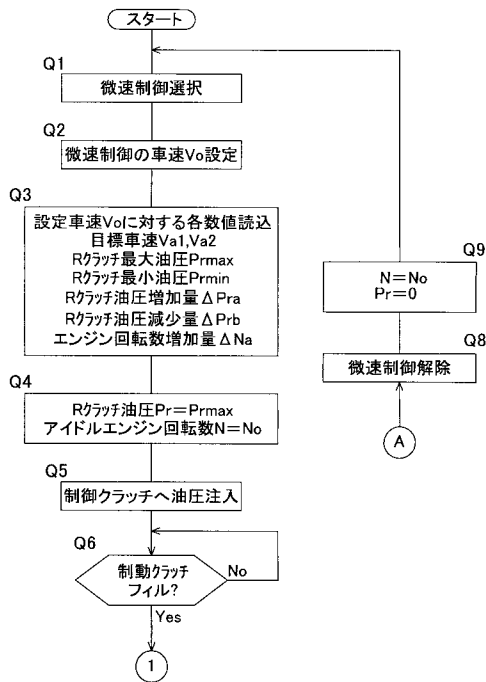 スタート
Q1
微速制御選択
Q2
微速制御の車速Vo設定
Q3
設定車速Voに対する各数値読込
目標車速Va1,Va2
Rクラッチ最大油圧Prmax
Rクラッチ最小油圧Prmin
Rクラッチ油圧増加量ΔPra
Rクラッチ油圧減少量ΔPrb
エンジン回転数増加量ΔNa
Q4
Rクラッチ油圧Pr=Prmax
アイドルエンジン回転数N=No
Q5
制御クラッチへ油圧注入
Q6
制動クラッチ
フィル?
No
Yes
1
Q9
N=No
Pr=0
Q8
微速制御解除
A